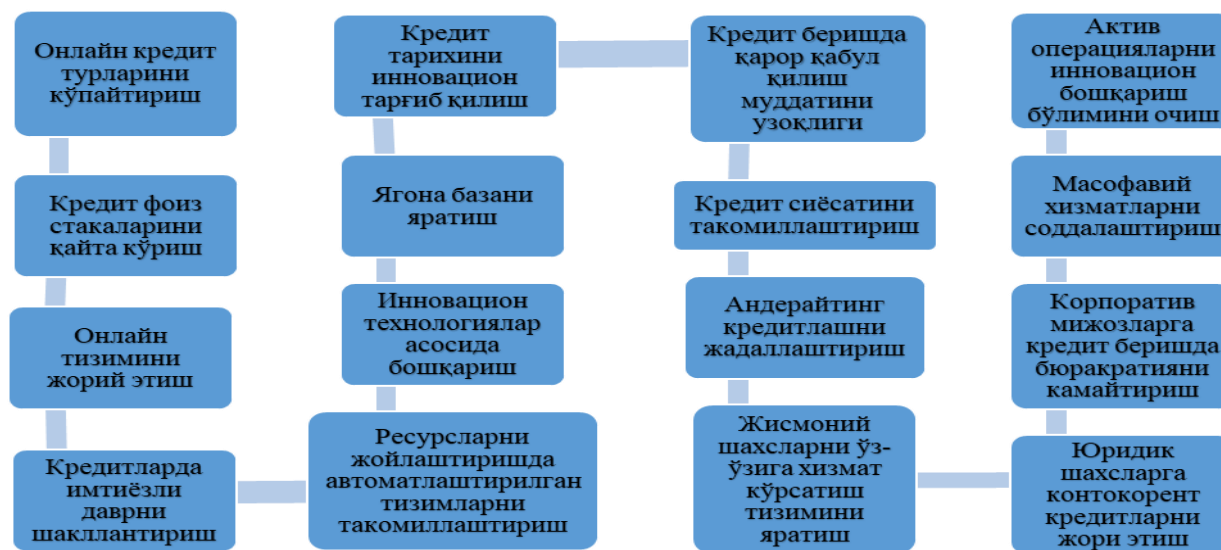 Онлайн кредит
турларини
кўпайтириш
Кредит фоиз
стакаларини
қайта кўриш
Онлайн
тизимини
жорий этиш
Кредитларда
имтиёзли
даврни
шакллантириш
Ресурсларни
жойлаштиришда
автоматлаштирилган
тизимларни
такомиллаштириш
Инновацион
технологиялар
асосида
бошқариш
Ягона базани
яратиш
Кредит
тарихини
инновацион
тарғиб қилиш
Кредит беришда
қарор қабул
қилиш
муддатини
узоқлиги
Кредит сиёсатини
такомиллаштириш
Андерайтинг
кредитлашни
жадаллаштириш
Жисмоний
шахсларни ўз-
ўзига хизмат
кўрсатиш
тизимини
яратиш
Юридик
шахсларга
контокорент
кредитларни
жори этиш
Корпоратив
мижозларга
кредит беришда
бюракратияни
камайтириш
Масофавий
хизматларни
соддалаштириш
Актив
операцияларни
инновацион
бошқариш
бўлимини очиш